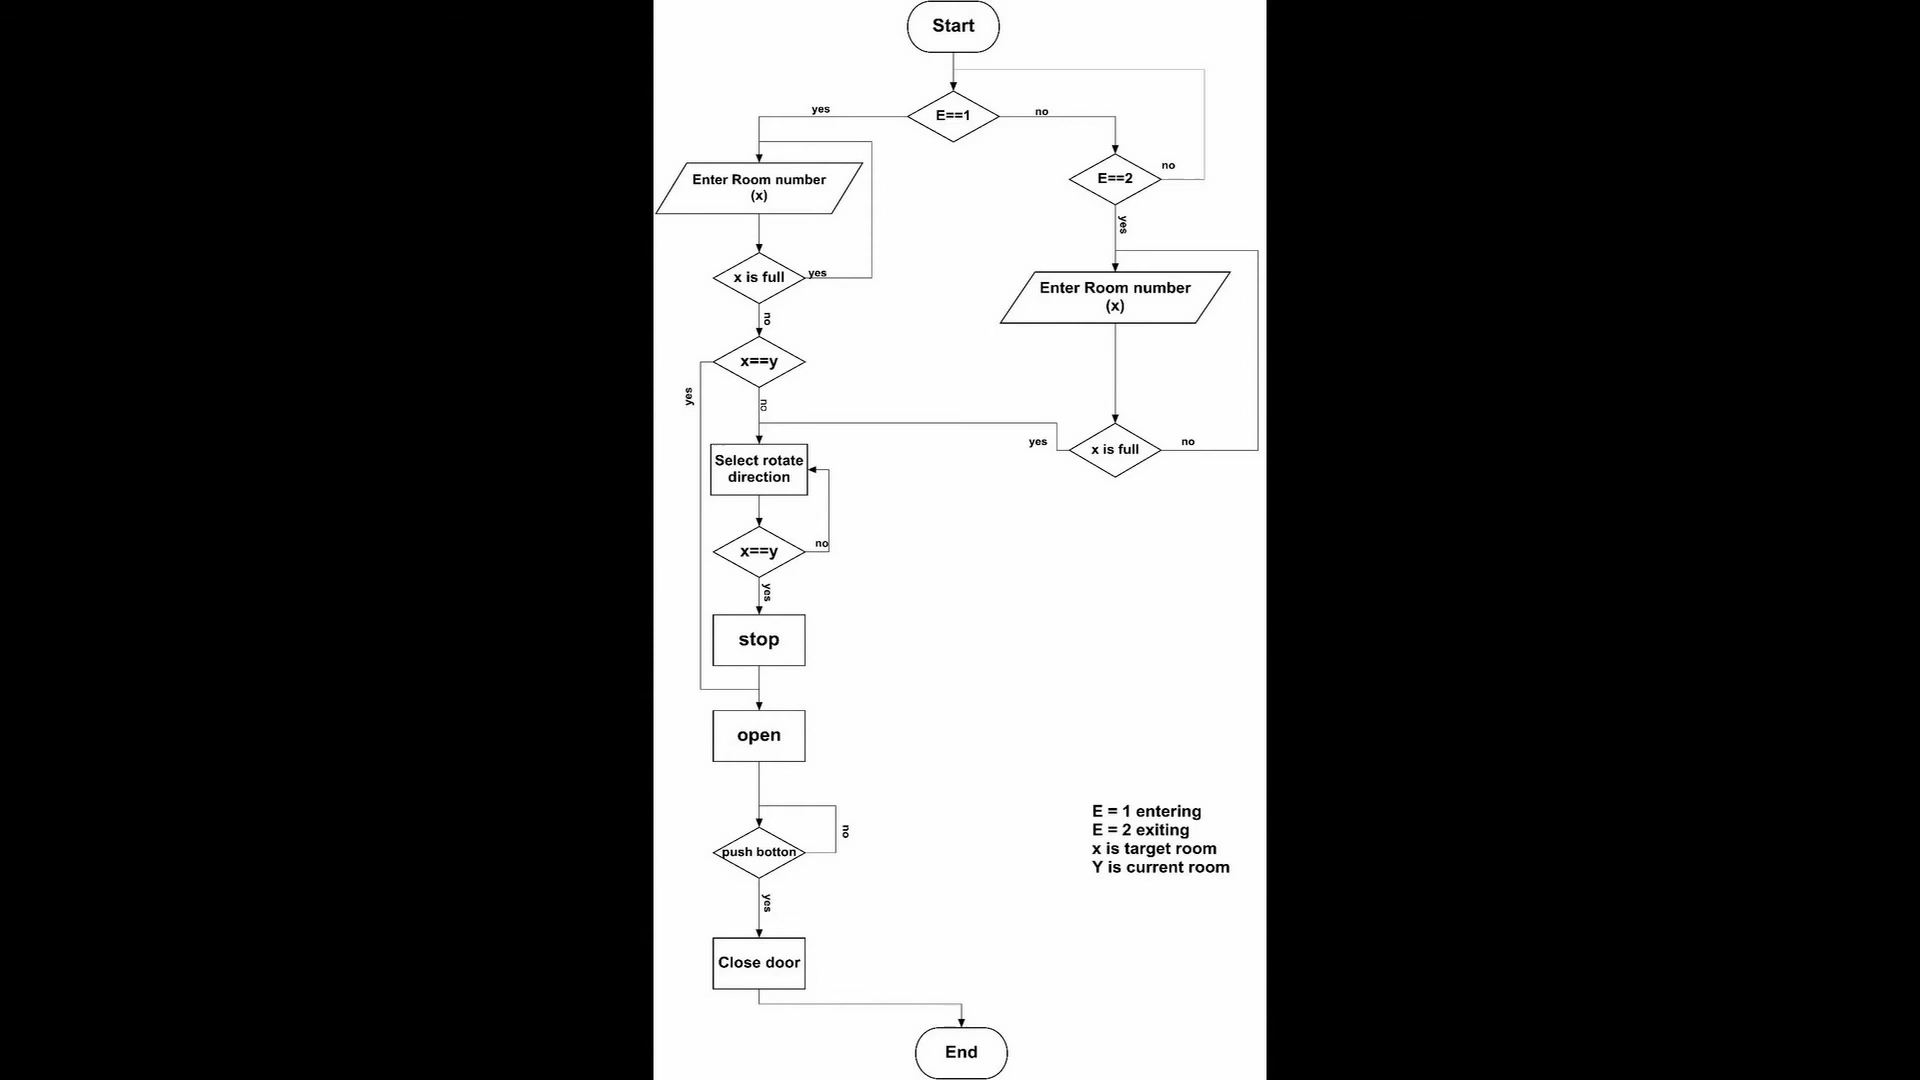 Start
E==1
yes
no
E==2
no
yes
Enter Room number
(x)
x is full
yes
no
Enter Room number
(x)
x==y
yes
no
x is full
yes
no
Select rotate
direction
x==y
no
yes
stop
open
push botton
no
yes
Close door
End
E = 1 entering
E = 2 exiting
x is target room
Y is current room